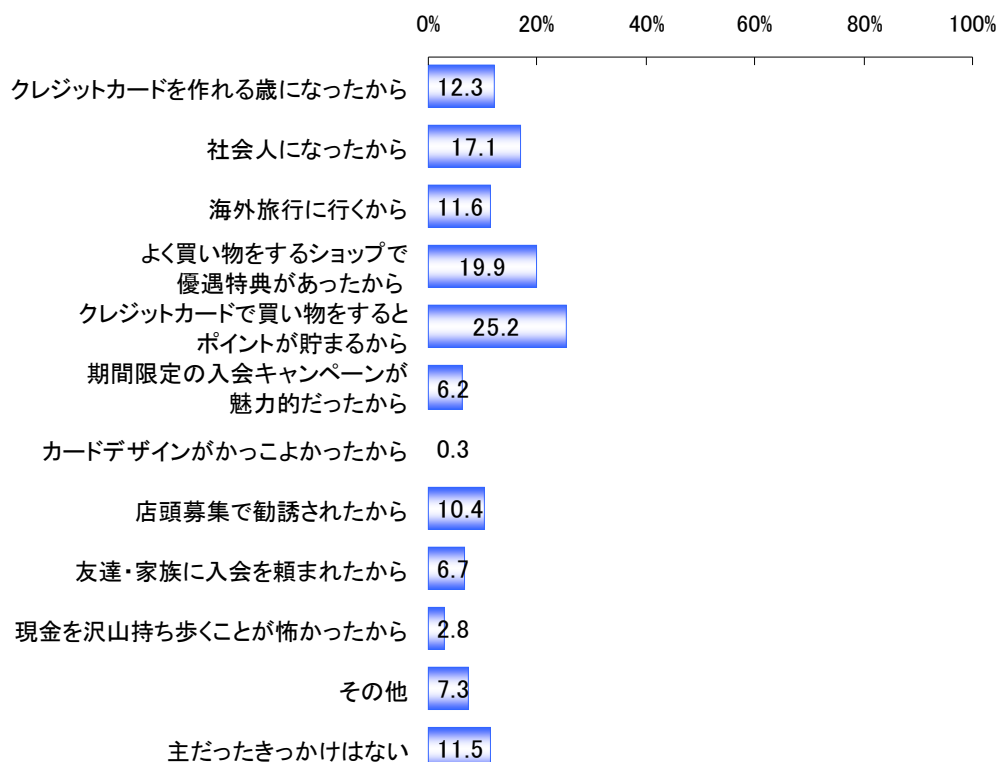 0% 20% 40% 60% 80% 100%
クレジットカードを作れる歳になったから 12.3
社会人になったから 17.1
海外旅行に行くから 11.6
よく買い物をするショップで
優遇特典があったから 19.9
クレジットカードで買い物をすると
ポイントが貯まるから 25.2
期間限定の入会キャンペーンが
魅力的だったから 6.2
カードデザインがかっこよかったから 0.3
店頭募集で勧誘されたから 10.4
友達・家族に入会を頼まれたから 6.7
現金を沢山持ち歩くことが怖かったから 2.8
その他 7.3
主だったきっかけはない 11.5